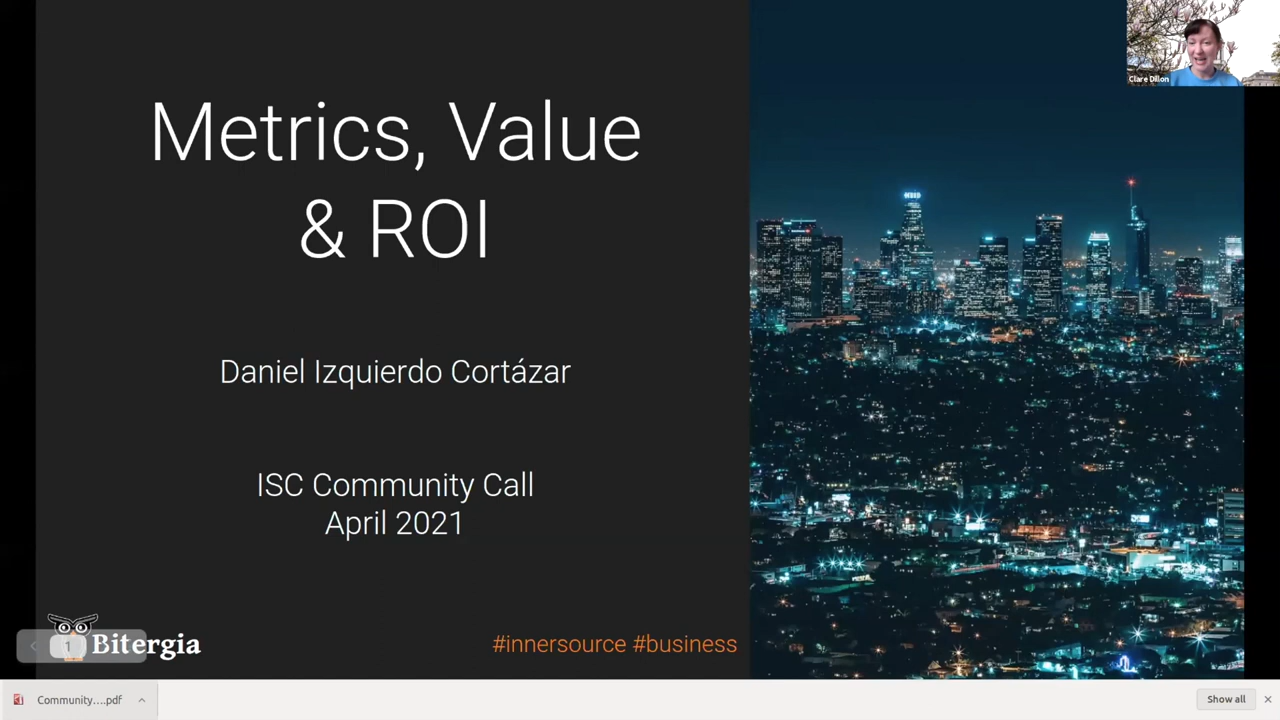 Metrics, Value
& ROI
Daniel Izquierdo Cortázar
ISC Community Call
April 2021
Bitergia
#innersource #business
Clare Dillon
1
Community....pdf
Show all